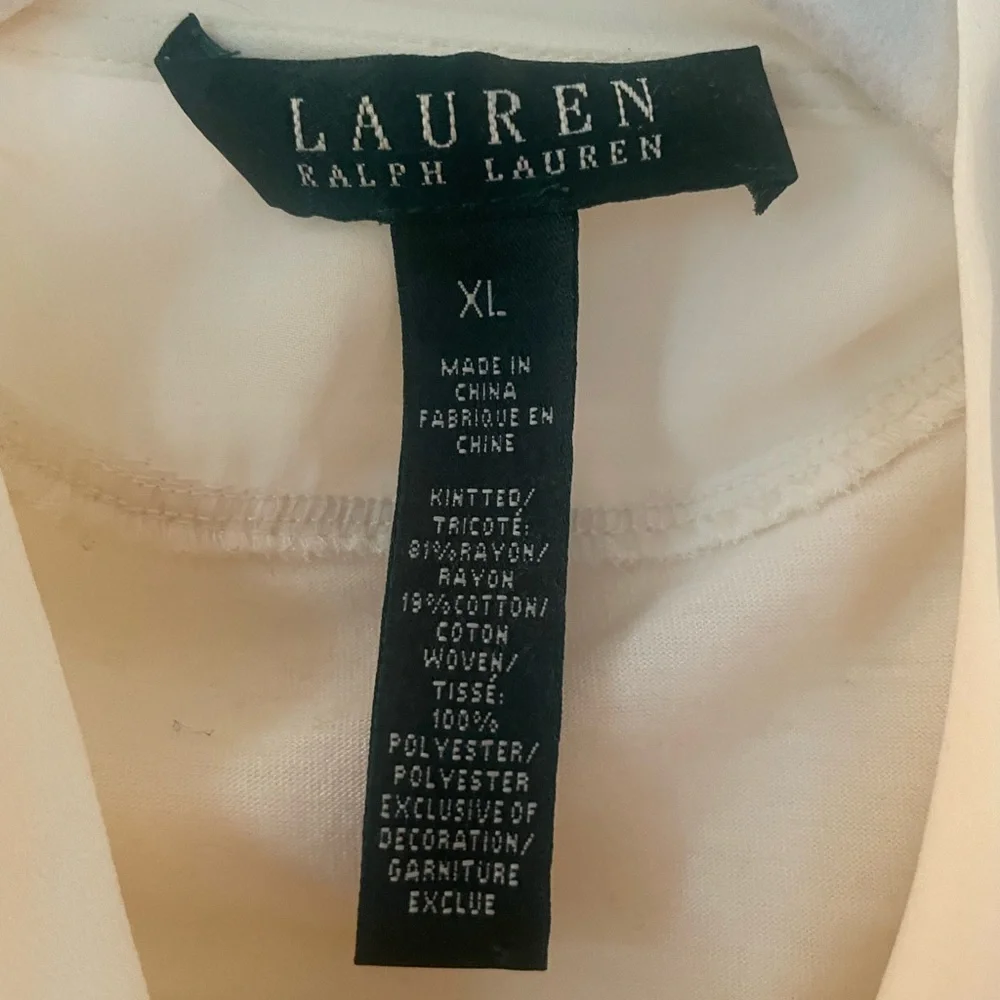 LAUREN
RALPH LAUREN
XL
MADE IN
CHINA
FABRIQUE EN
CHINE
KINTTED/
TRICOTÉ:
81%RAYON/
RAYON
19%COTTON/
COTON
WOVEN/
TISSÉ:
100%
POLYESTER/
POLYESTER
EXCLUSIVE OF
DECORATION/
GARNITURE
EXCLUE